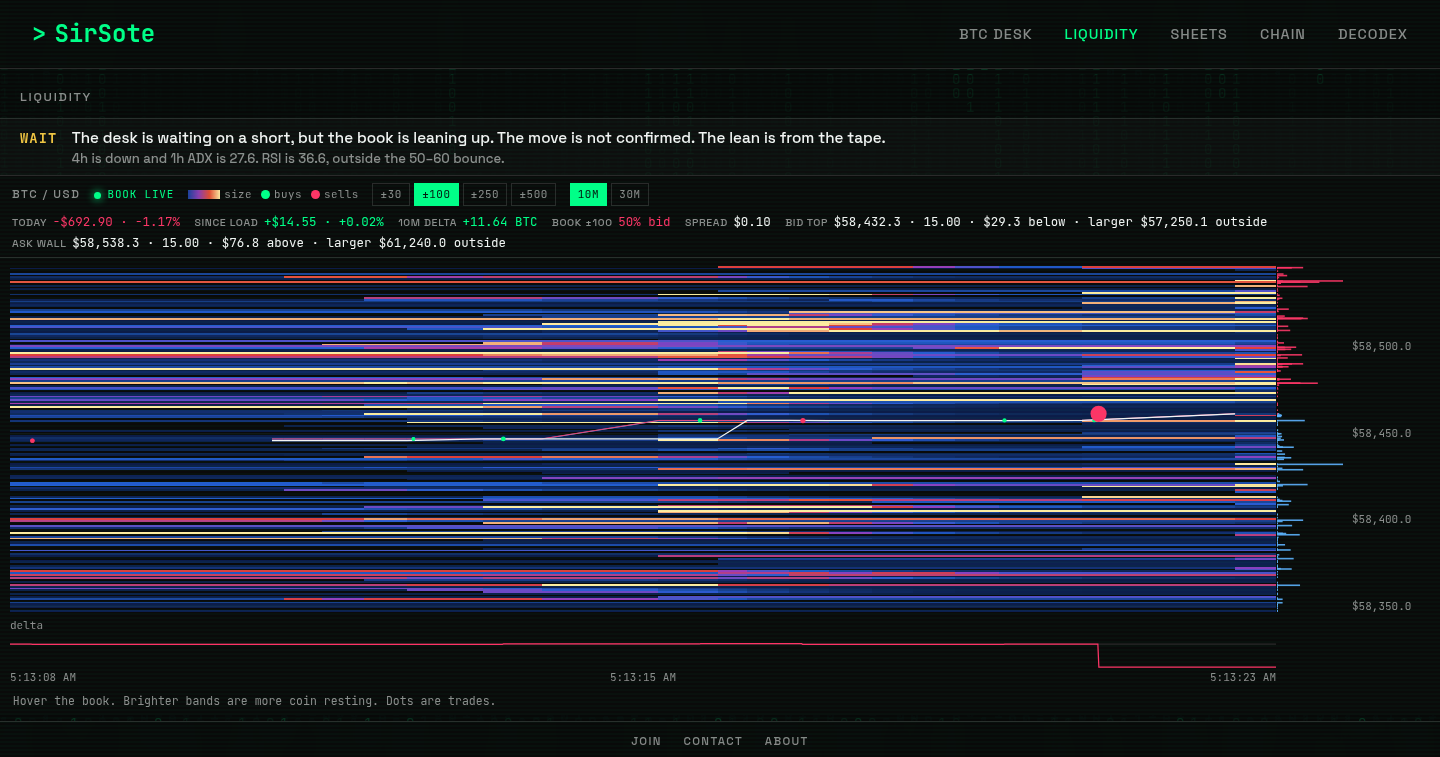 > SirSote
BTC DESK LIQUIDITY SHEETS CHAIN DECODEX
LIQUIDITY
WAIT The desk is waiting on a short, but the book is leaning up. The move is not confirmed. The lean is from the tape.
4h is down and 1h ADX is 27.6. RSI is 36.6, outside the 50–60 bounce.
BTC / USD BOOK LIVE size buys sells ±30 ±100 ±250 ±500 10M 30M
TODAY -$692.90 · -1.17% SINCE LOAD +$14.55 · +0.02% 10M DELTA +11.64 BTC BOOK ±100 50% bid SPREAD $0.10 BID TOP $58,432.3 · 15.00 · $29.3 below · larger $57,250.1 outside
ASK WALL $58,538.3 · 15.00 · $76.8 above · larger $61,240.0 outside
$58,500.0
$58,450.0
$58,400.0
$58,350.0
delta
5:13:08 AM 5:13:15 AM 5:13:23 AM
Hover the book. Brighter bands are more coin resting. Dots are trades.
JOIN CONTACT ABOUT